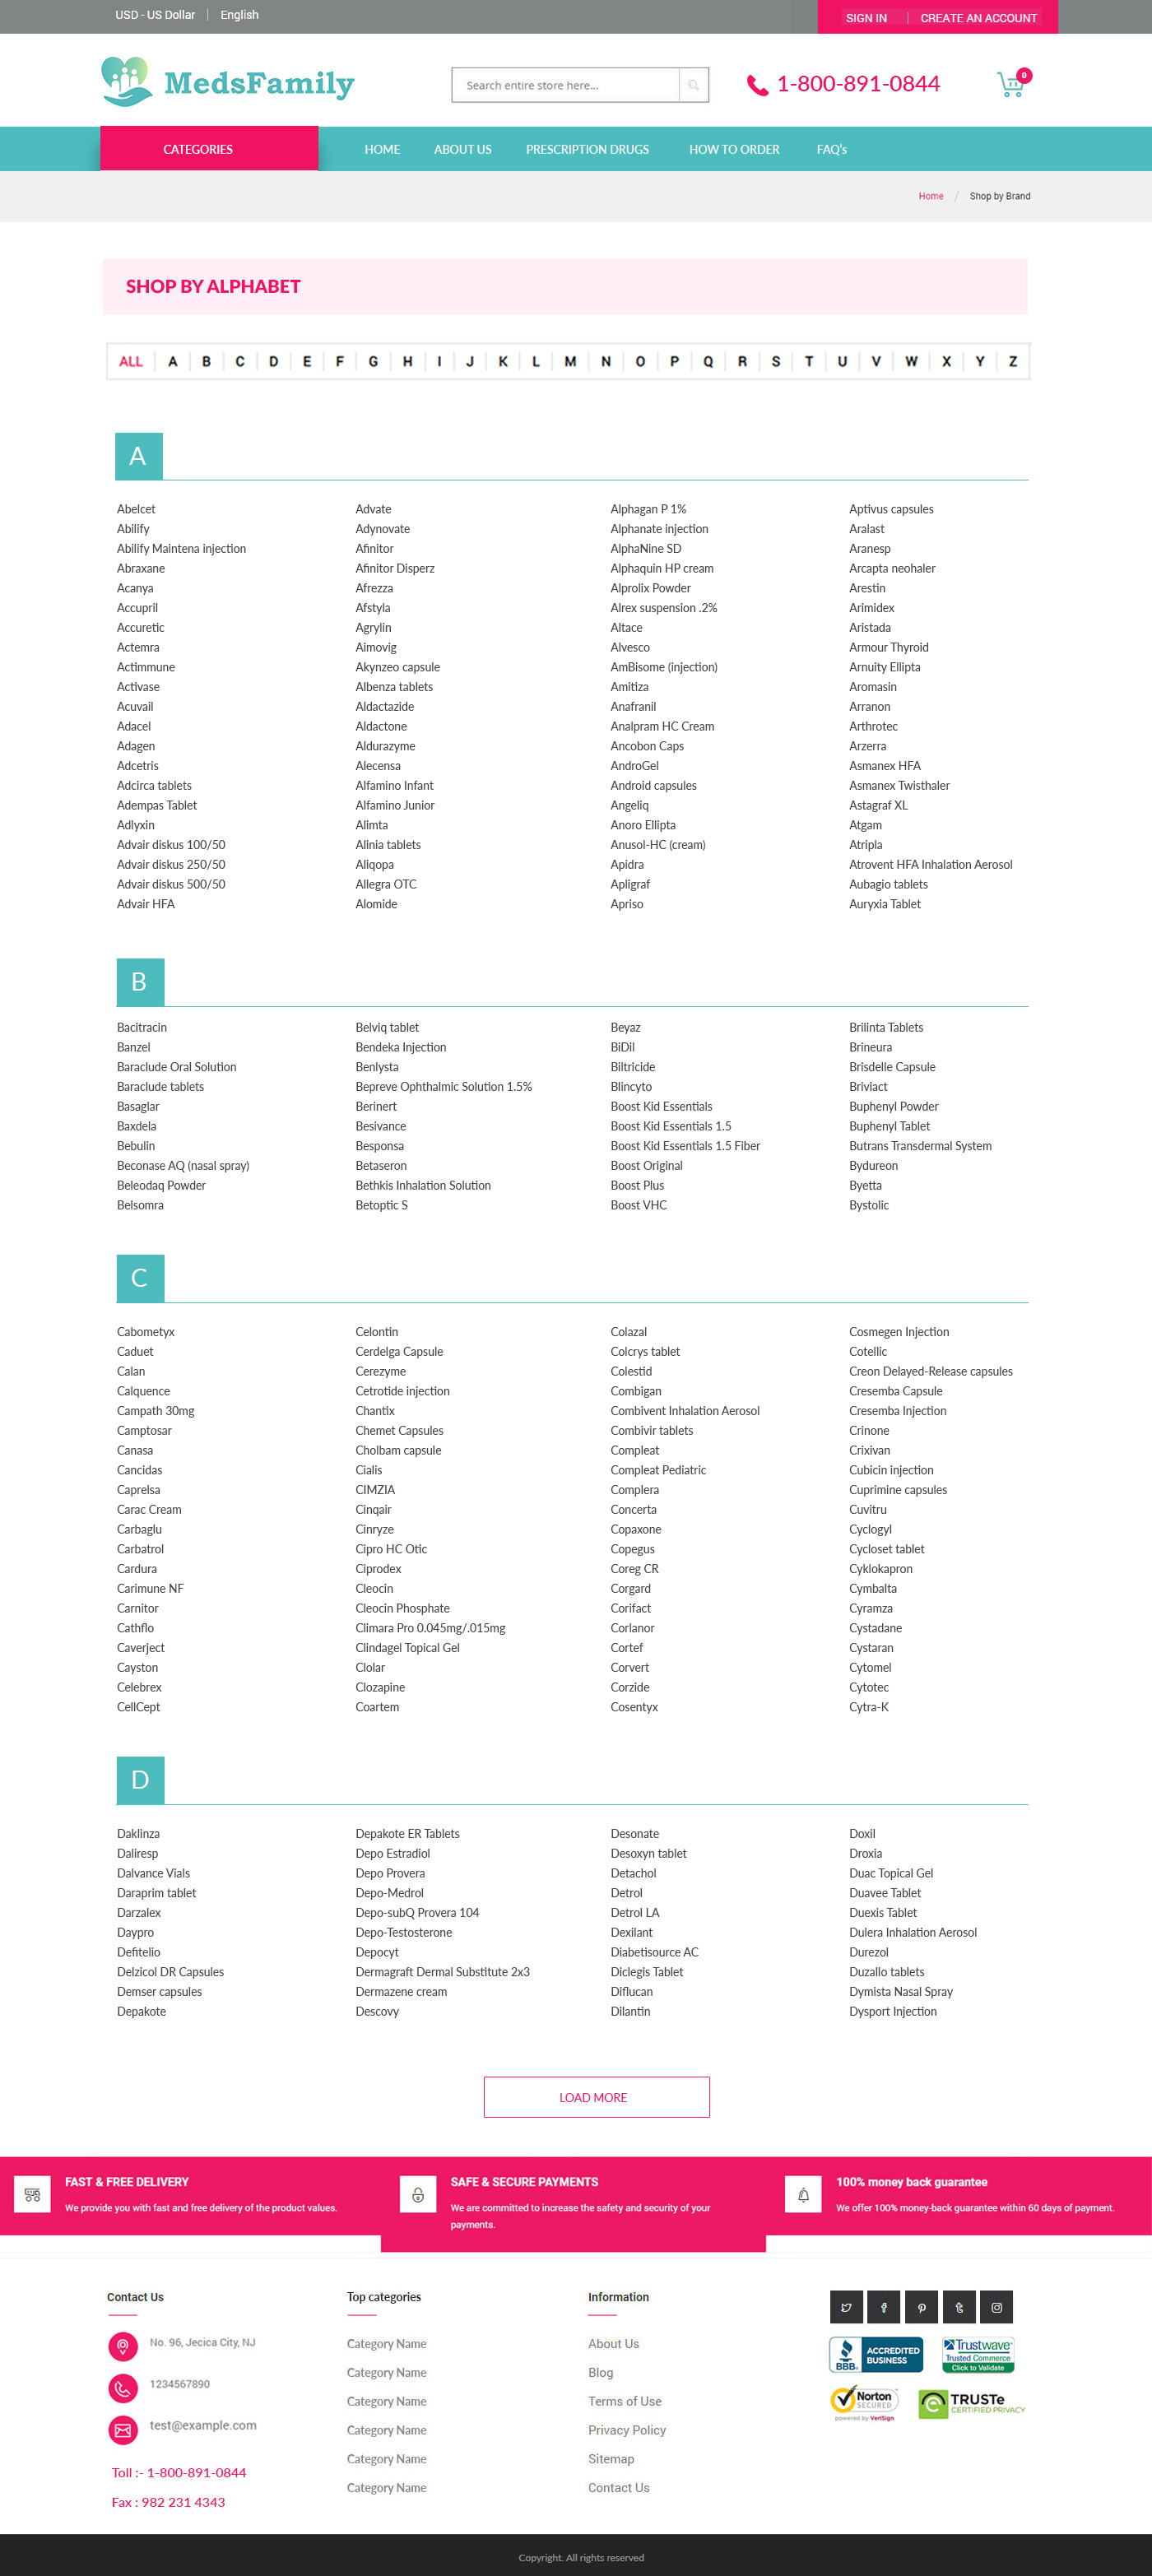 USD - US Dollar | English
SIGN IN | CREATE AN ACCOUNT
MedsFamily
Search entire store here...
1-800-891-0844
0
CATEGORIES
HOME ABOUT US PRESCRIPTION DRUGS HOW TO ORDER FAQ's
Home / Shop by Brand
SHOP BY ALPHABET
ALL A B C D E F G H I J K L M N O P Q R S T U V W X Y Z
A
Abelcet Advate Alphagan P 1% Aptivus capsules
Abilify Adynovate Alphanate injection Aralast
Abilify Maintena injection Afinitor AlphaNine SD Aranesp
Abraxane Afinitor Disperz Alphaquin HP cream Arcapta neohaler
Acanya Afrezza Alprolix Powder Arestin
Accupril Afstyla Alrex suspension .2% Arimidex
Accuretic Agrylin Altace Aristada
Actemra Aimovig Alvesco Armour Thyroid
Actimmune Akynzeo capsule AmBisome (injection) Arnuity Ellipta
Activase Albenza tablets Amitiza Aromasin
Acuvail Aldactazide Anafranil Arranon
Adacel Aldactone Analpram HC Cream Arthrotec
Adagen Aldurazyme Ancobon Caps Arzerra
Adcetris Alecensa AndroGel Asmanex HFA
Adcirca tablets Alfamino Infant Android capsules Asmanex Twisthaler
Adempas Tablet Alfamino Junior Angeliq Astagraf XL
Adlyxin Alimta Anoro Ellipta Atgam
Advair diskus 100/50 Alinia tablets Anusol-HC (cream) Atripla
Advair diskus 250/50 Aliqopa Apidra Atrovent HFA Inhalation Aerosol
Advair diskus 500/50 Allegra OTC Apligraf Aubagio tablets
Advair HFA Alomide Apriso Auryxia Tablet
B
Bacitracin Belviq tablet Beyaz Brilinta Tablets
Banzel Bendeka Injection BiDil Brineura
Baraclude Oral Solution Benlysta Biltricide Brisdelle Capsule
Baraclude tablets Bepreve Ophthalmic Solution 1.5% Blincyto Briviact
Basaglar Berinert Boost Kid Essentials Buphenyl Powder
Baxdela Besivance Boost Kid Essentials 1.5 Buphenyl Tablet
Bebulin Besponsa Boost Kid Essentials 1.5 Fiber Butrans Transdermal System
Beconase AQ (nasal spray) Betaseron Boost Original Bydureon
Beleodaq Powder Bethkis Inhalation Solution Boost Plus Byetta
Belsomra Betoptic S Boost VHC Bystolic
C
Cabometyx Celontin Colazal Cosmegen Injection
Caduet Cerdelga Capsule Colcrys tablet Cotellic
Calan Cerezyme Colestid Creon Delayed-Release capsules
Calquence Cetrotide injection Combigan Cresemba Capsule
Campath 30mg Chantix Combivent Inhalation Aerosol Cresemba Injection
Camptosar Chemet Capsules Combivir tablets Crinone
Canasa Cholbam capsule Compleat Crixivan
Cancidas Cialis Compleat Pediatric Cubicin injection
Caprelsa CIMZIA Complera Cuprimine capsules
Carac Cream Cinqair Concerta Cuvitru
Carbaglu Cinryze Copaxone Cyclogyl
Carbatrol Cipro HC Otic Copegus Cycloset tablet
Cardura Ciprodex Coreg CR Cyklokapron
Carimune NF Cleocin Corgard Cymbalta
Carnitor Cleocin Phosphate Corifact Cyramza
Cathflo Climara Pro 0.045mg/.015mg Corlanor Cystadane
Caverject Clindagel Topical Gel Cortef Cystaran
Cayston Clolar Corvert Cytomel
Celebrex Clozapine Corzide Cytotec
CellCept Coartem Cosentyx Cytra-K
D
Daklinza Depakote ER Tablets Desonate Doxil
Daliresp Depo Estradiol Desoxyn tablet Droxia
Dalvance Vials Depo Provera Detachol Duac Topical Gel
Daraprim tablet Depo-Medrol Detrol Duavee Tablet
Darzalex Depo-subQ Provera 104 Detrol LA Duexis Tablet
Daypro Depo-Testosterone Dexilant Dulera Inhalation Aerosol
Defitelio Depocyt Diabetisource AC Durezol
Delzicol DR Capsules Dermagraft Dermal Substitute 2x3 Diclegis Tablet Duzallo tablets
Demser capsules Dermazene cream Diflucan Dymista Nasal Spray
Depakote Descovy Dilantin Dysport Injection
LOAD MORE
FAST & FREE DELIVERY
We provide you with fast and free delivery of the product values.
SAFE & SECURE PAYMENTS
We are committed to increase the safety and security of your
payments.
100% money back guarantee
We offer 100% money-back guarantee within 60 days of payment.
Contact Us
No. 96, Jecica City, NJ
1234567890
test@example.com
Toll :- 1-800-891-0844
Fax : 982 231 4343
Top categories
Category Name
Category Name
Category Name
Category Name
Category Name
Category Name
Information
About Us
Blog
Terms of Use
Privacy Policy
Sitemap
Contact Us
BBB.
ACCREDITED
BUSINESS
Trustwave
Trusted Commerce
Click to Validate
Norton
SECURED
powered by VeriSign
TRUSTe
CERTIFIED PRIVACY
Copyright. All rights reserved